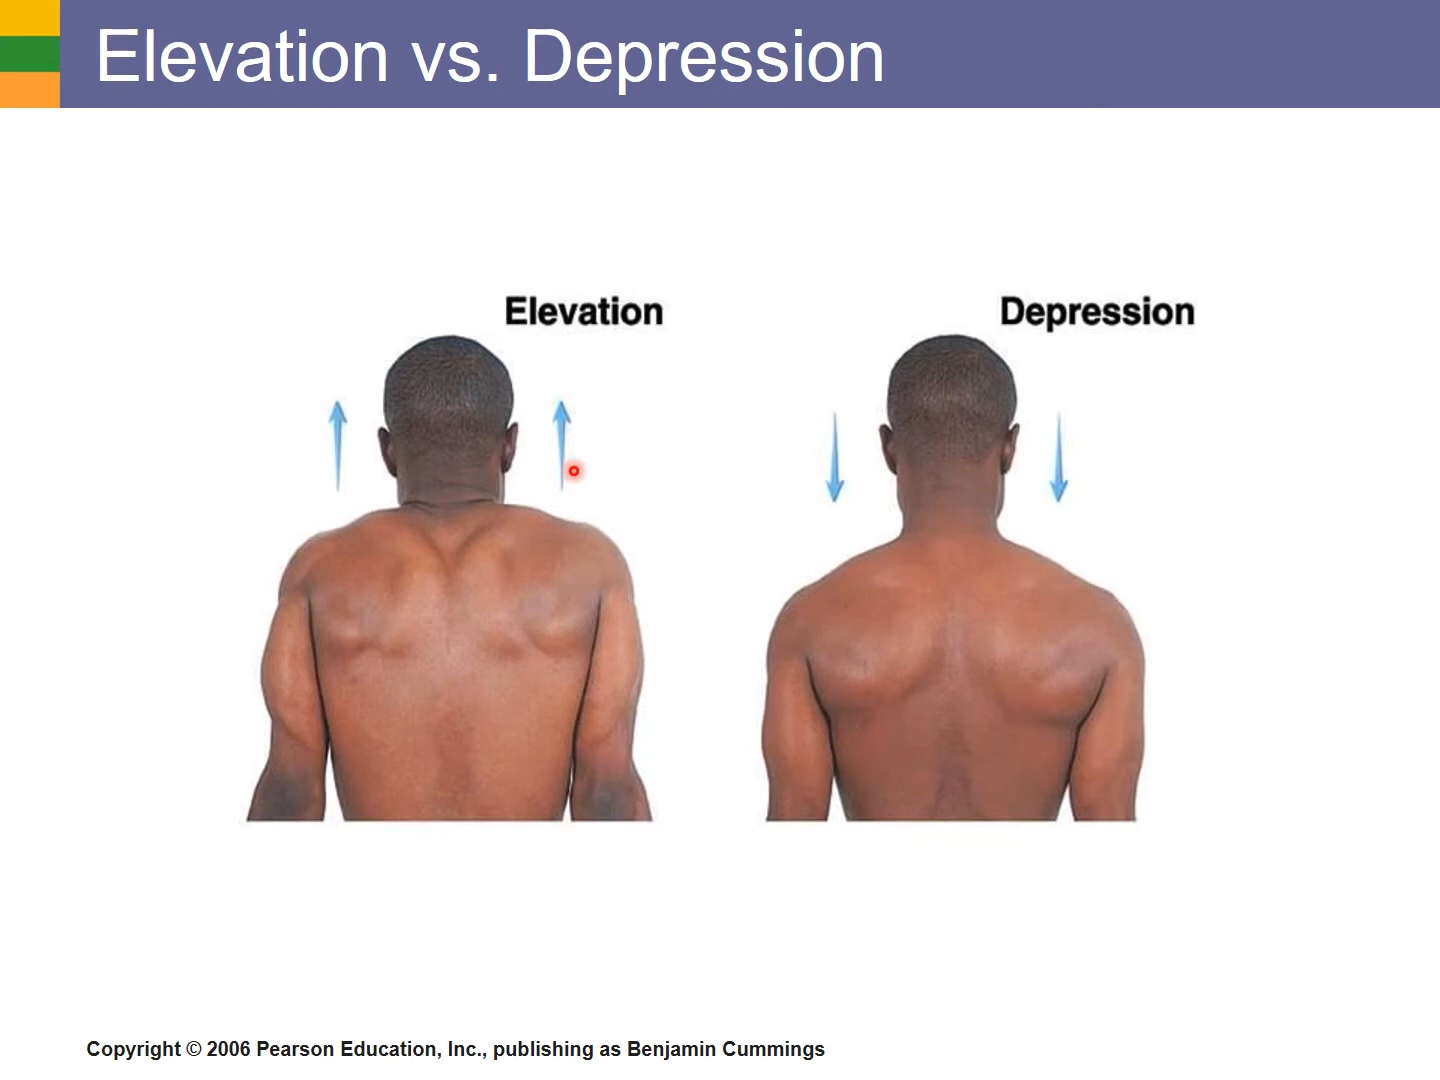 Elevation vs. Depression
Elevation
Depression
Copyright © 2006 Pearson Education, Inc., publishing as Benjamin Cummings